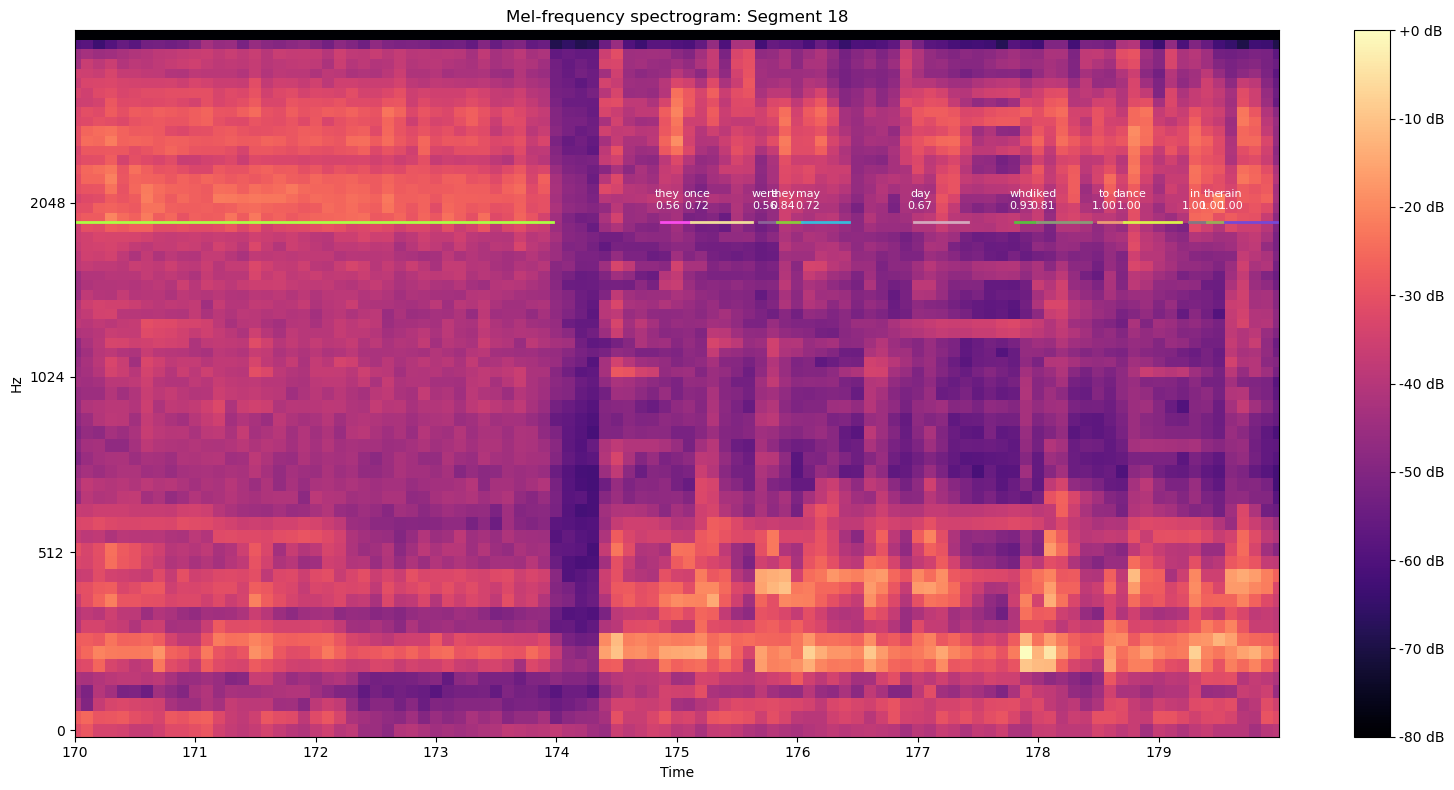 Mel-frequency spectrogram: Segment 18
+0 dB
-10 dB
-20 dB
-30 dB
-40 dB
-50 dB
-60 dB
-70 dB
-80 dB
Hz
2048
1024
512
0
they once were they may day who liked to dance in the rain
0.56 0.72 0.56 0.84 0.72 0.67 0.93 0.81 1.00 1.00 1.00 1.00 1.00
170 171 172 173 174 175 176 177 178 179
Time